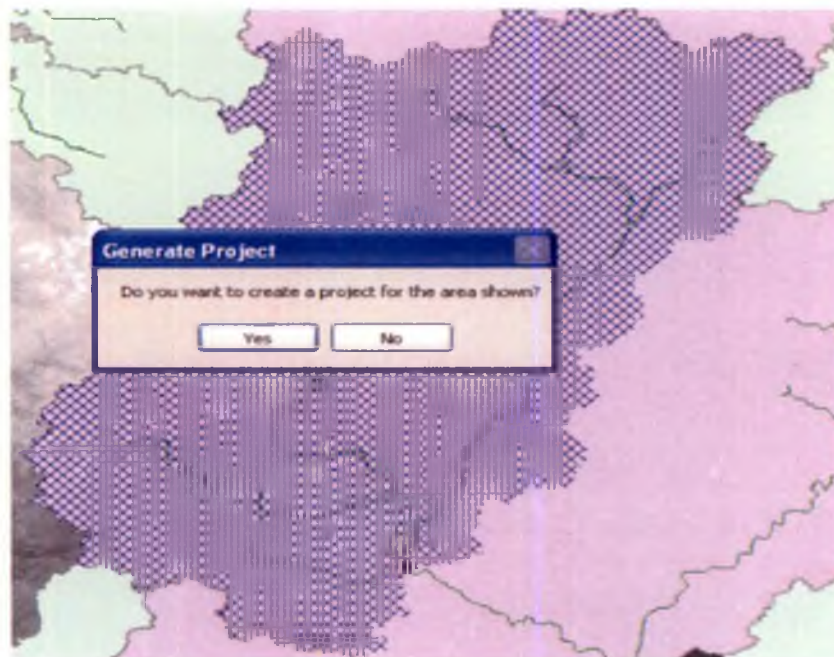 Generate Project
Do you want to create a project for the area shown?
Yes
No